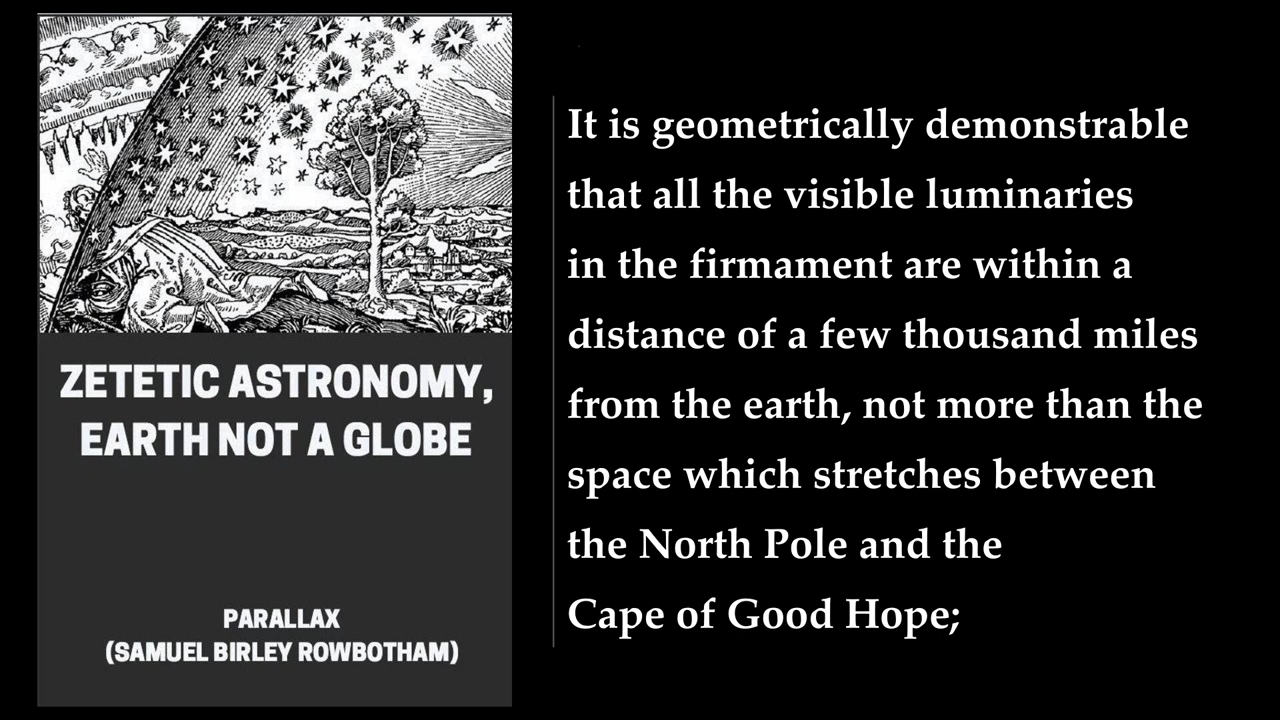 ZETETIC ASTRONOMY,
EARTH NOT A GLOBE
PARALLAX
(SAMUEL BIRLEY ROWBOTHAM)
It is geometrically demonstrable
that all the visible luminaries
in the firmament are within a
distance of a few thousand miles
from the earth, not more than the
space which stretches between
the North Pole and the
Cape of Good Hope;